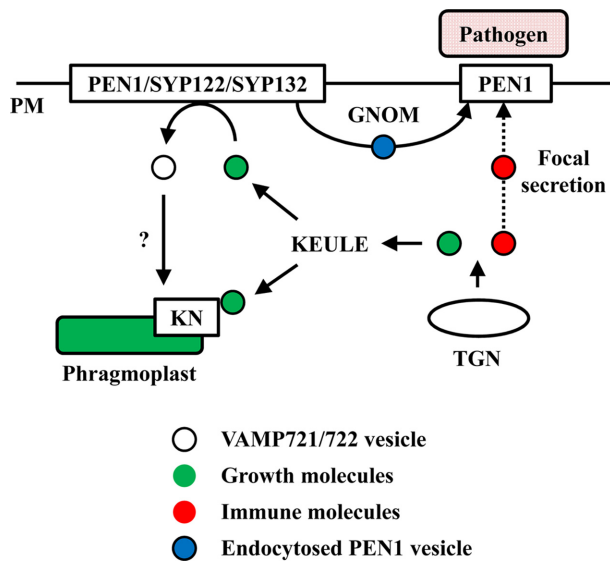 Pathogen
PEN1/SYP122/SYP132
PEN1
PM
GNOM
Focal
secretion
?
KEULE
KN
TGN
Phragmoplast
VAMP721/722 vesicle
Growth molecules
Immune molecules
Endocytosed PEN1 vesicle